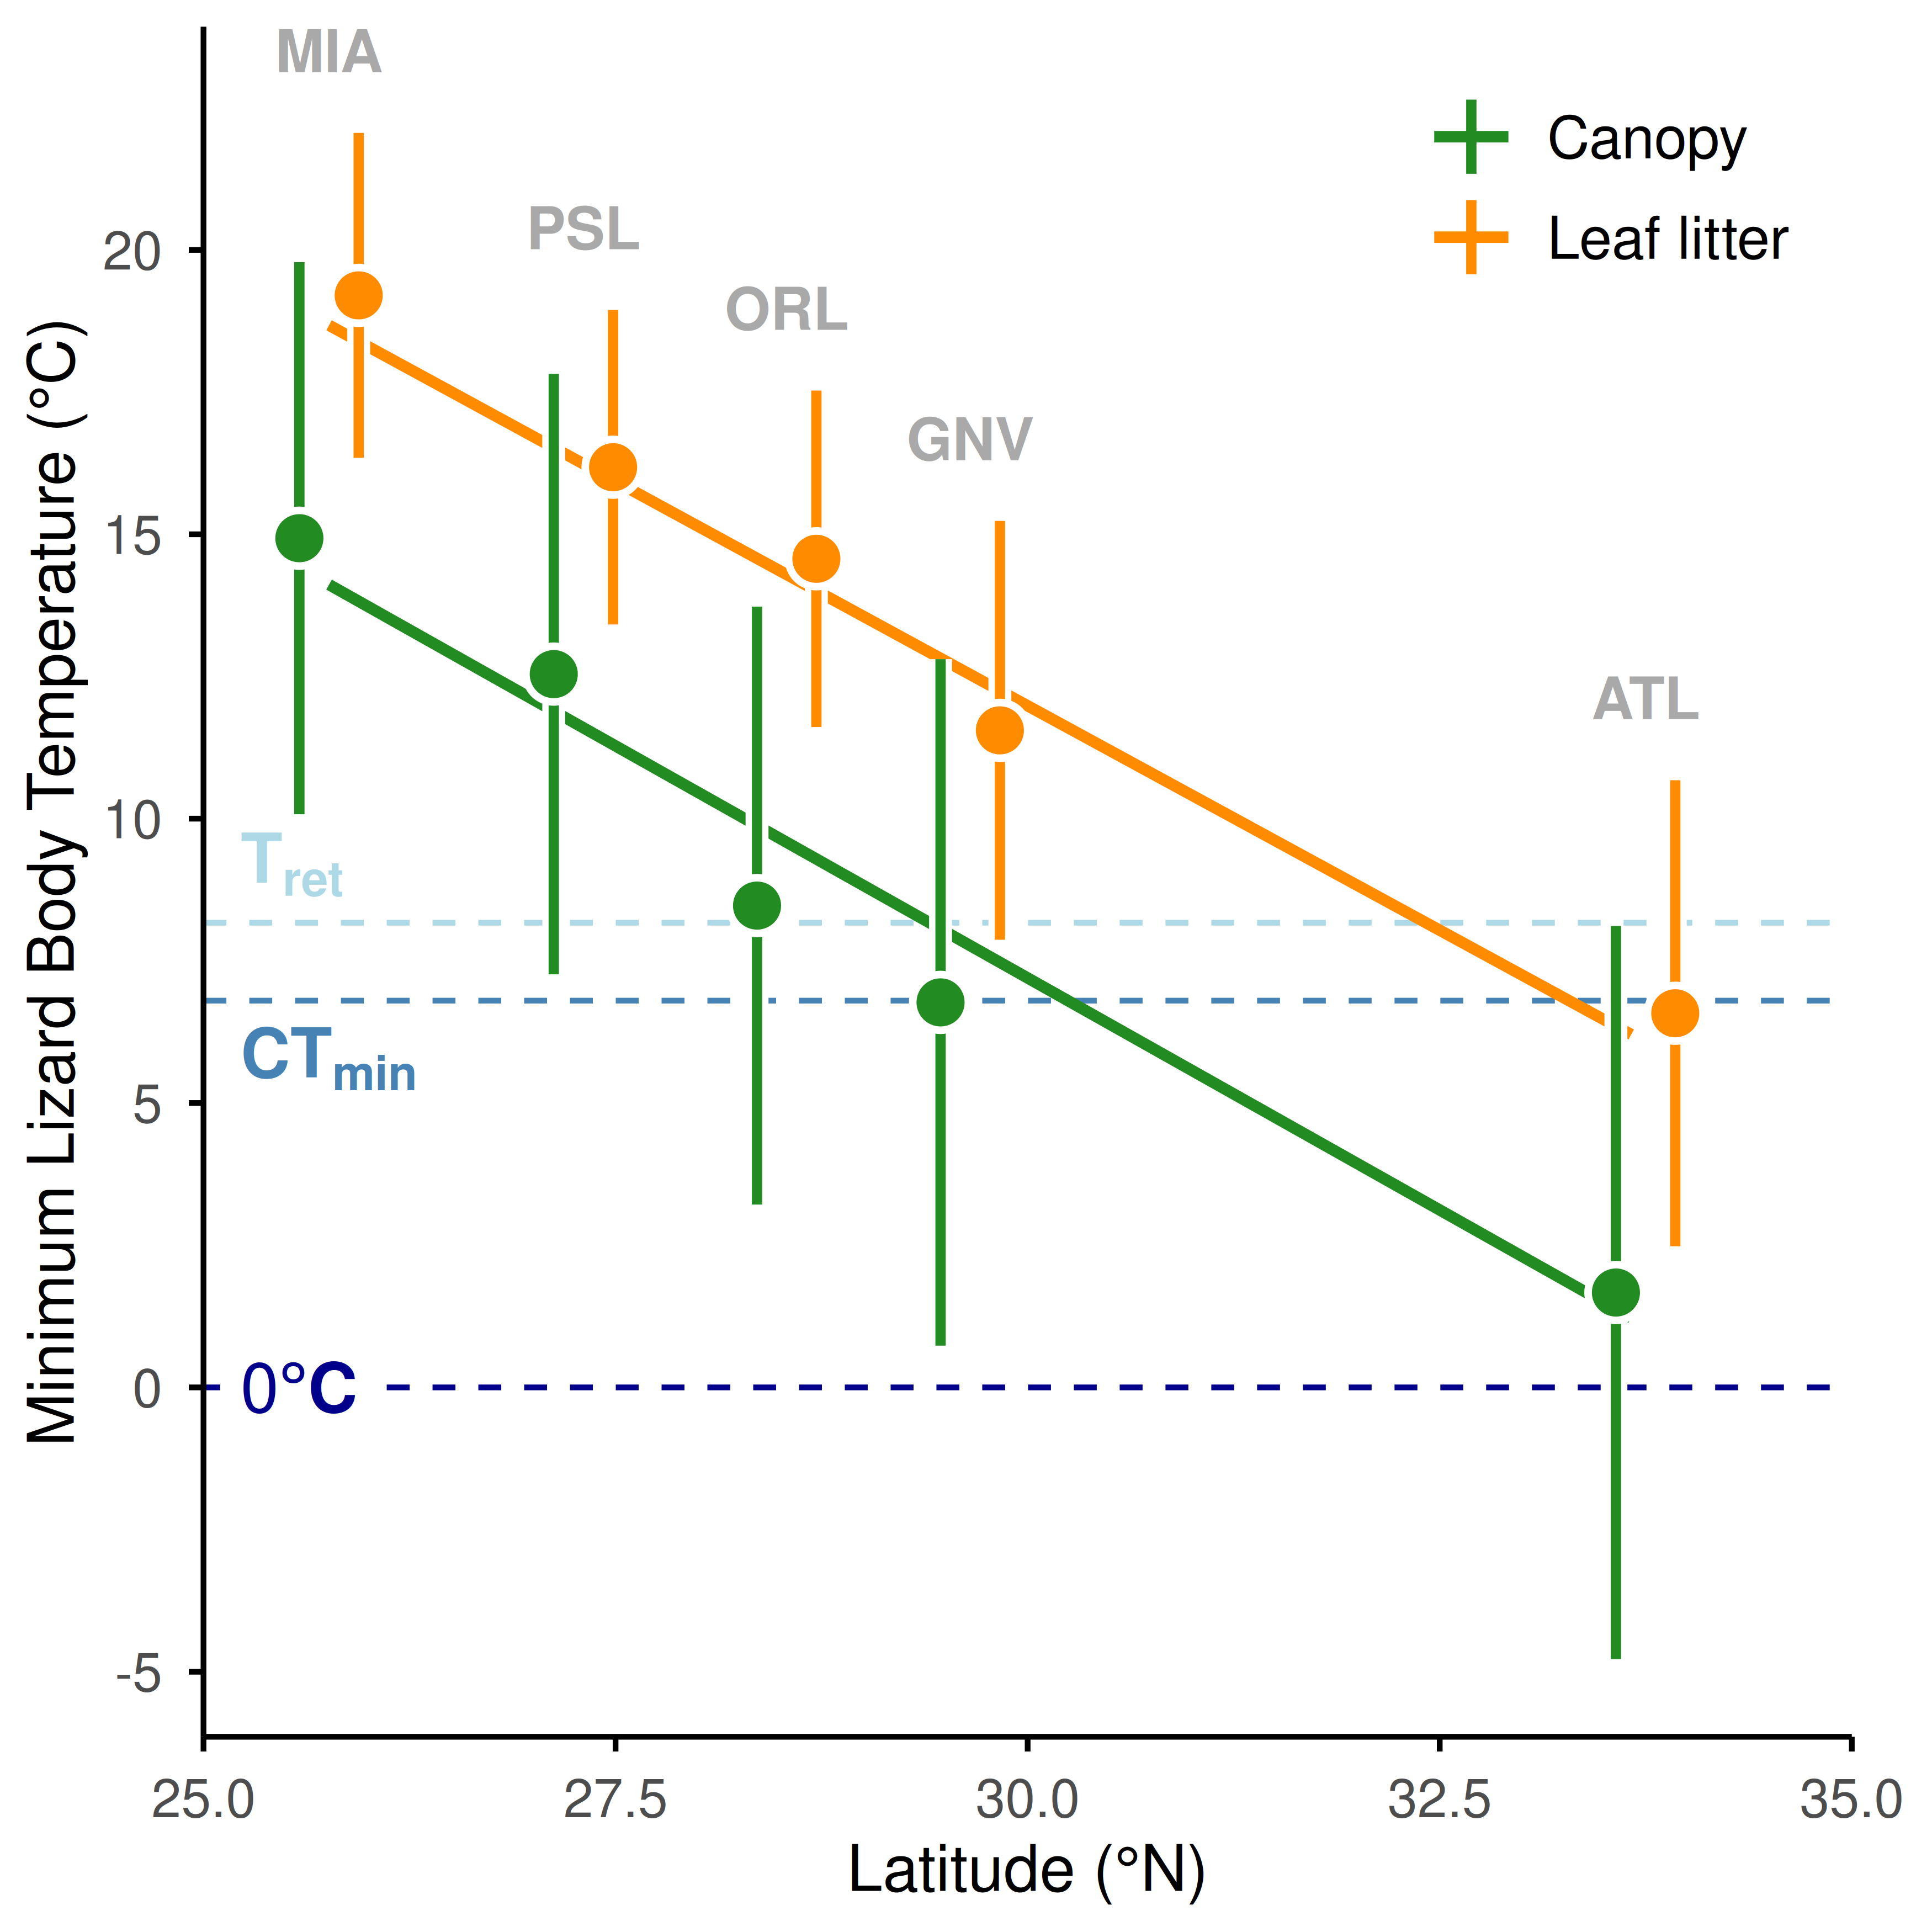 MIA
PSL
ORL
GNV
ATL
Canopy
Leaf litter
Minimum Lizard Body Temperature (°C)
20
15
10
5
0
-5
Tret
CTmin
0°C
25.0
27.5
30.0
32.5
35.0
Latitude (°N)